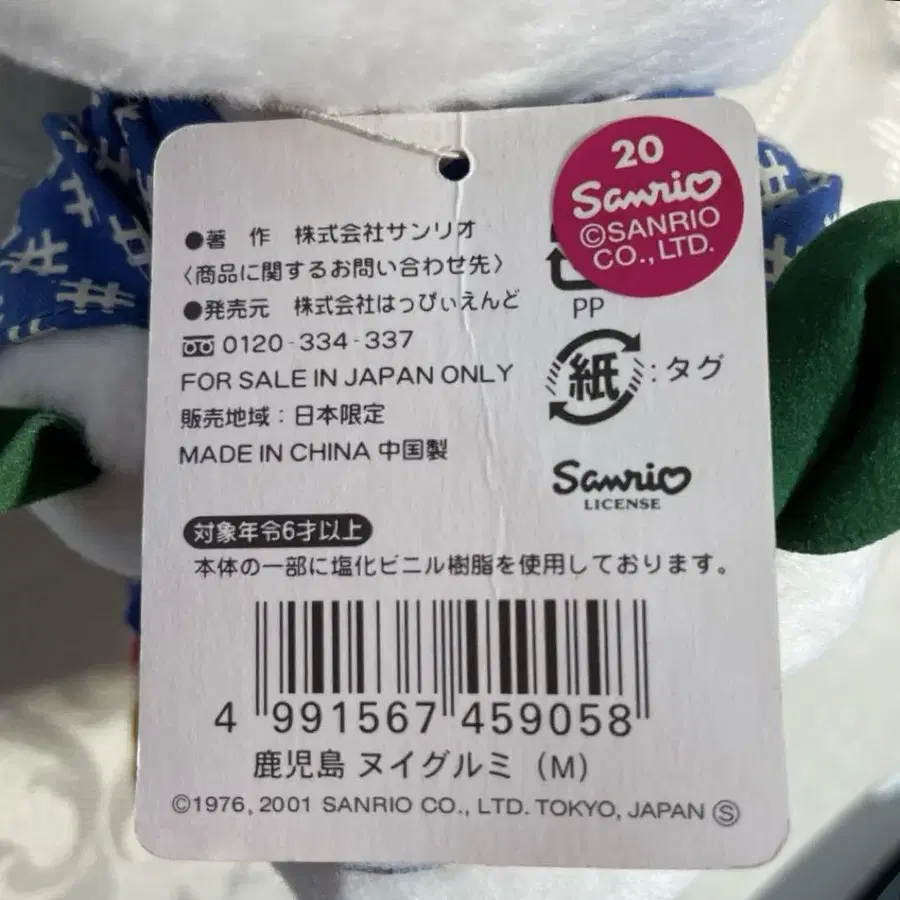 20
Sanrio
©SANRIO
CO., LTD.
●著 作 株式会社サンリオ
〈商品に関するお問い合わせ先〉
●発売元 株式会社はっぴぃえんど
0120-334-337
FOR SALE IN JAPAN ONLY
販売地域：日本限定
MADE IN CHINA 中国製
PP
紙：タグ
Sanrio
LICENSE
対象年令6才以上
本体の一部に塩化ビニル樹脂を使用しております。
4 991567 459058
鹿児島 ヌイグルミ（M）
©1976, 2001 SANRIO CO., LTD. TOKYO, JAPAN Ⓢ